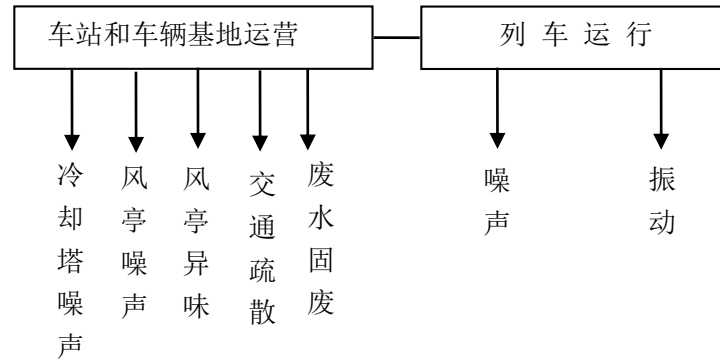 车站和车辆基地运营
列车运行
冷却塔噪声
风亭噪声
风亭异味
交通疏散
废水固废
噪声
振动